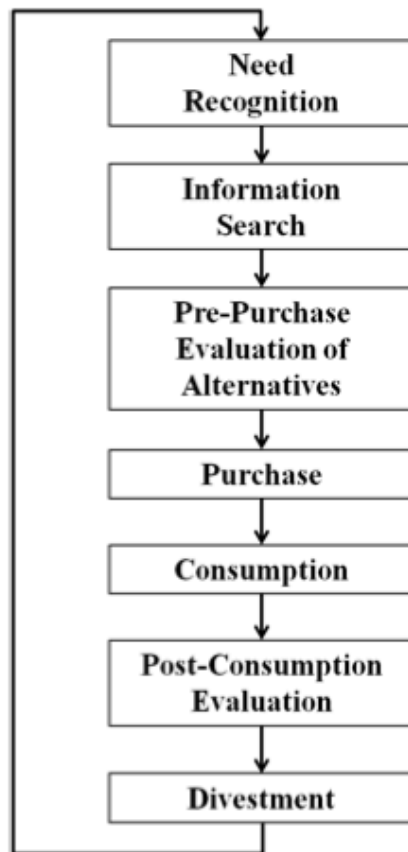 Need
Recognition
Information
Search
Pre-Purchase
Evaluation of
Alternatives
Purchase
Consumption
Post-Consumption
Evaluation
Divestment